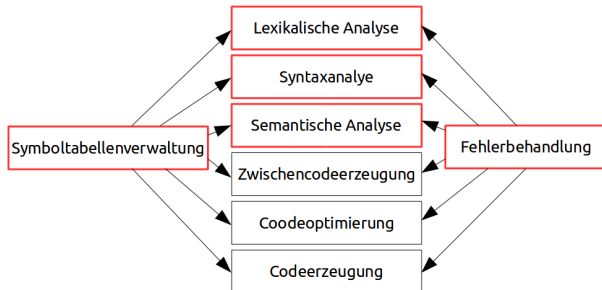 Lexikalische Analyse
Syntaxanalye
Semantische Analyse
Symboltabellenverwaltung
Fehlerbehandlung
Zwischencodeerzeugung
Coodeoptimierung
Codeerzeugung